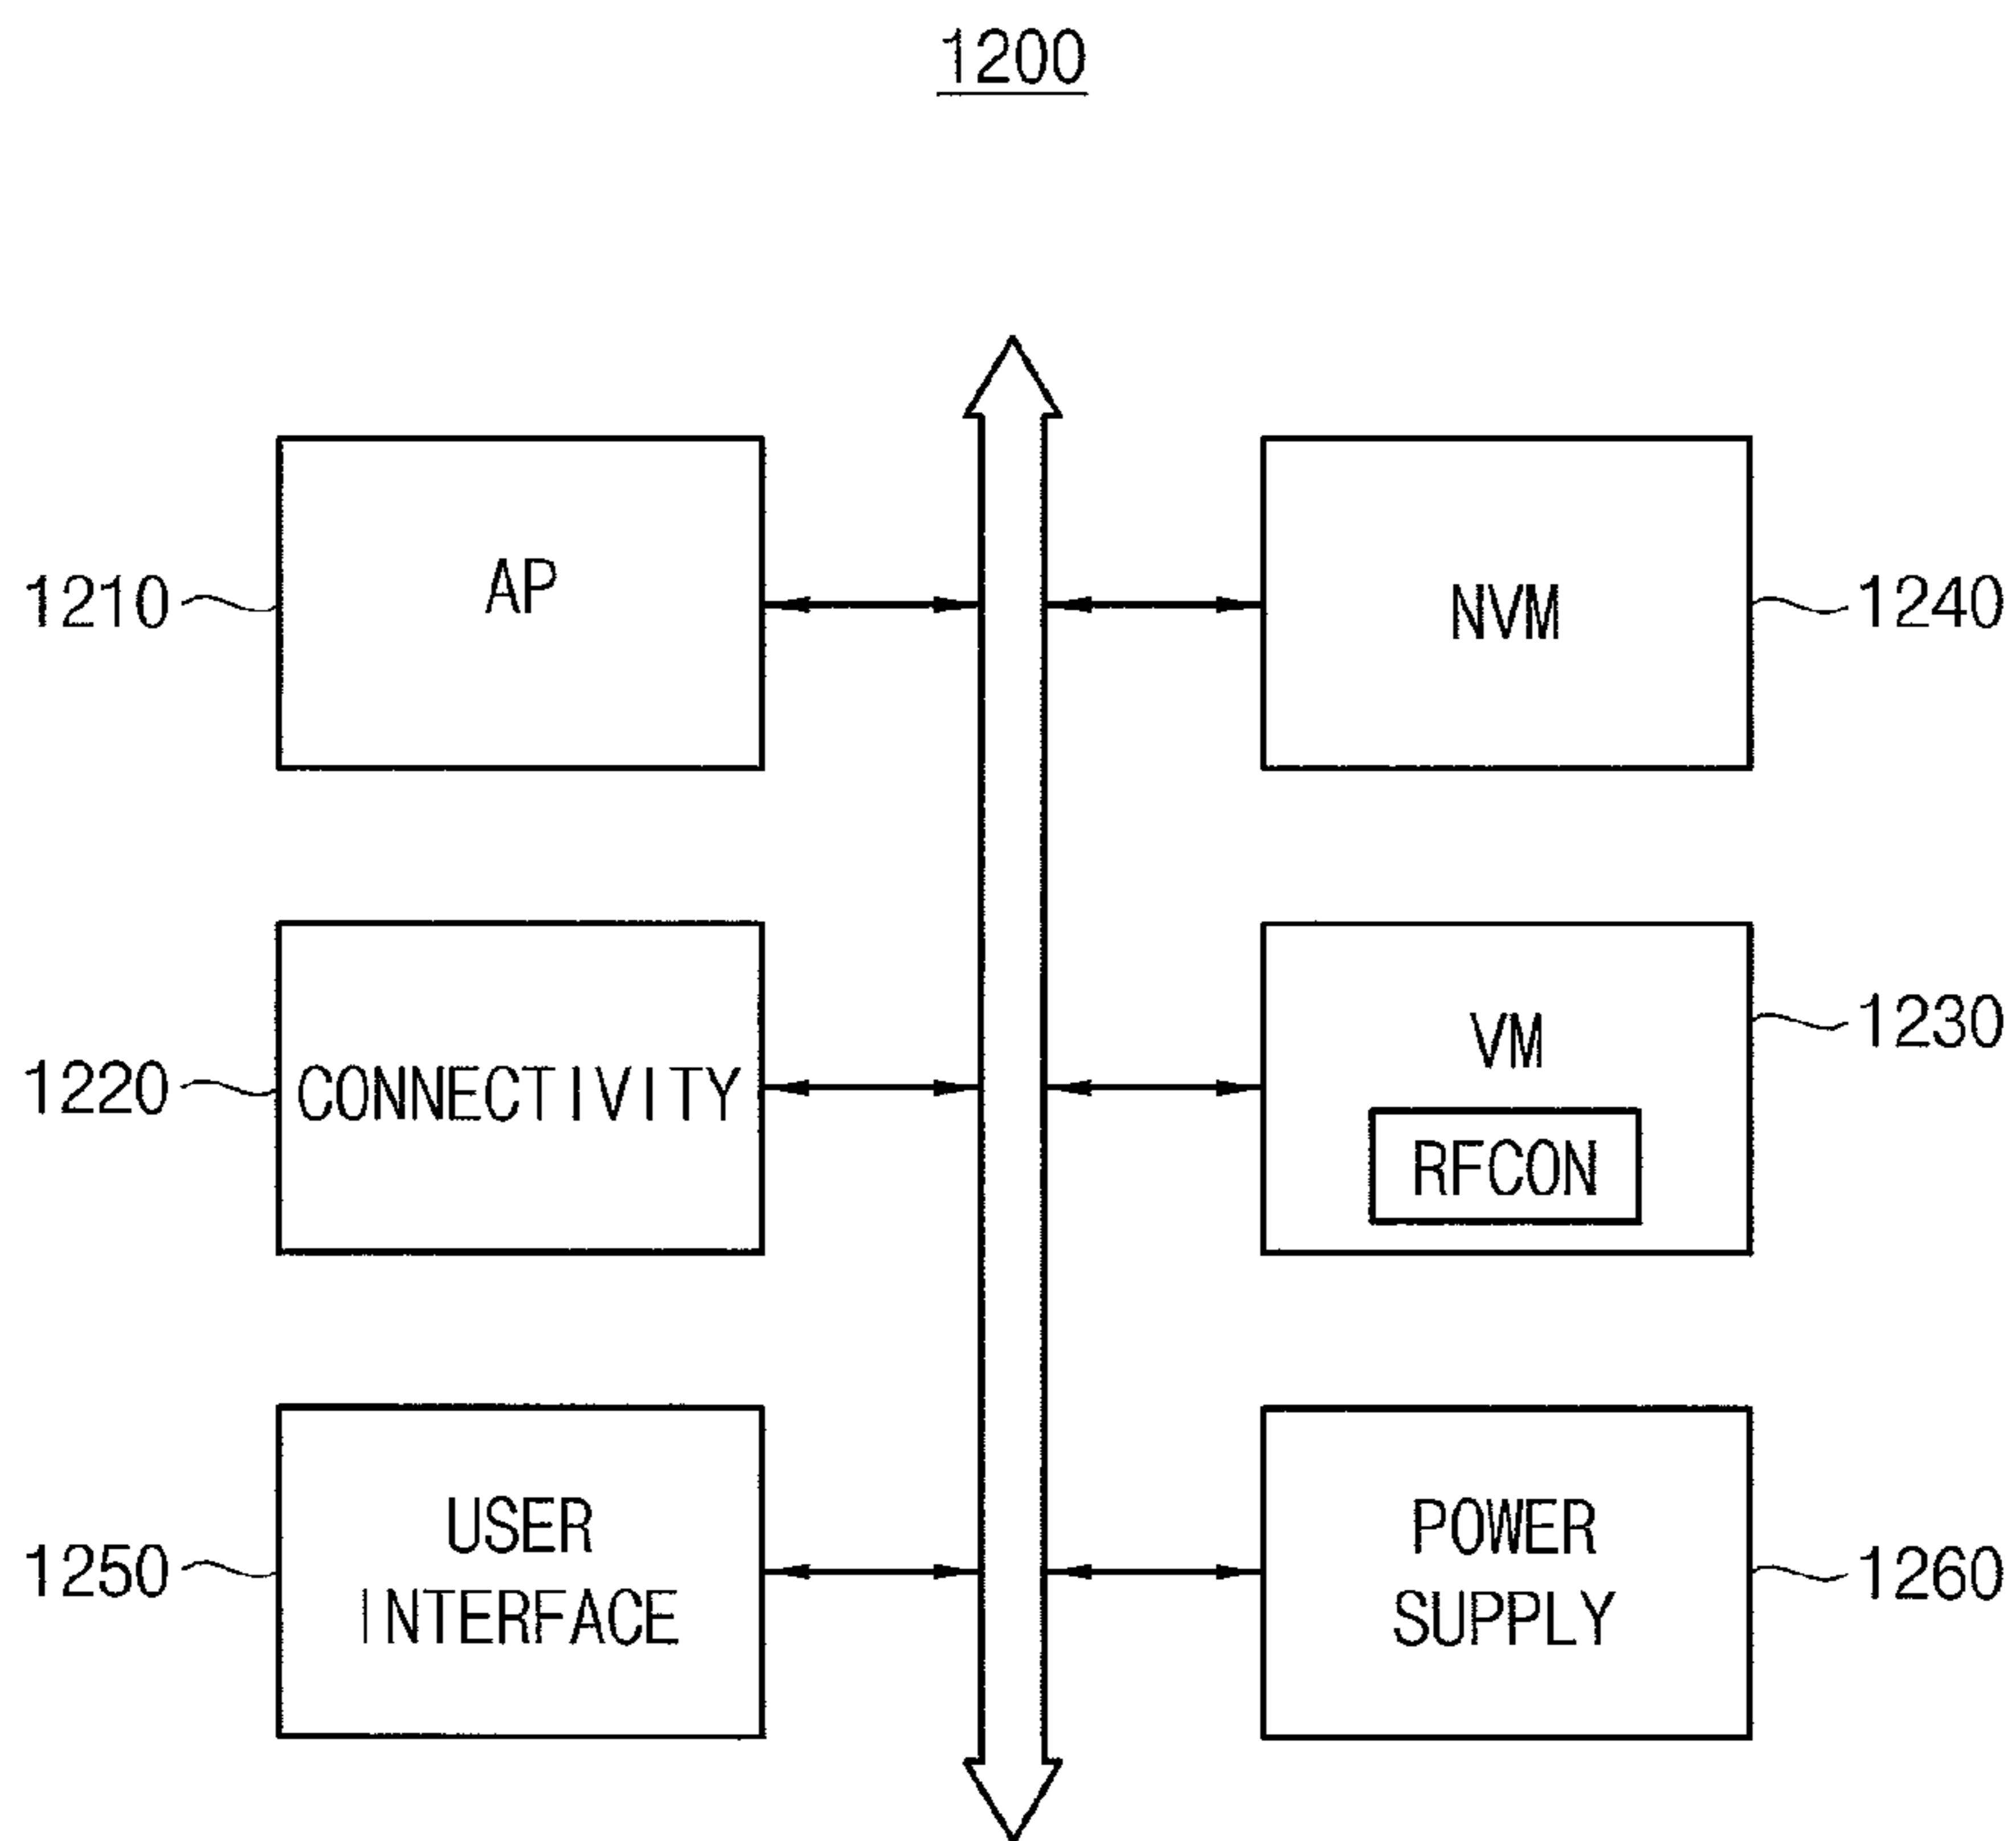 1200
1210
AP
NVM
1240
1220
CONNECTIVITY
VM
RFCON
1230
1250
USER
INTERFACE
POWER
SUPPLY
1260